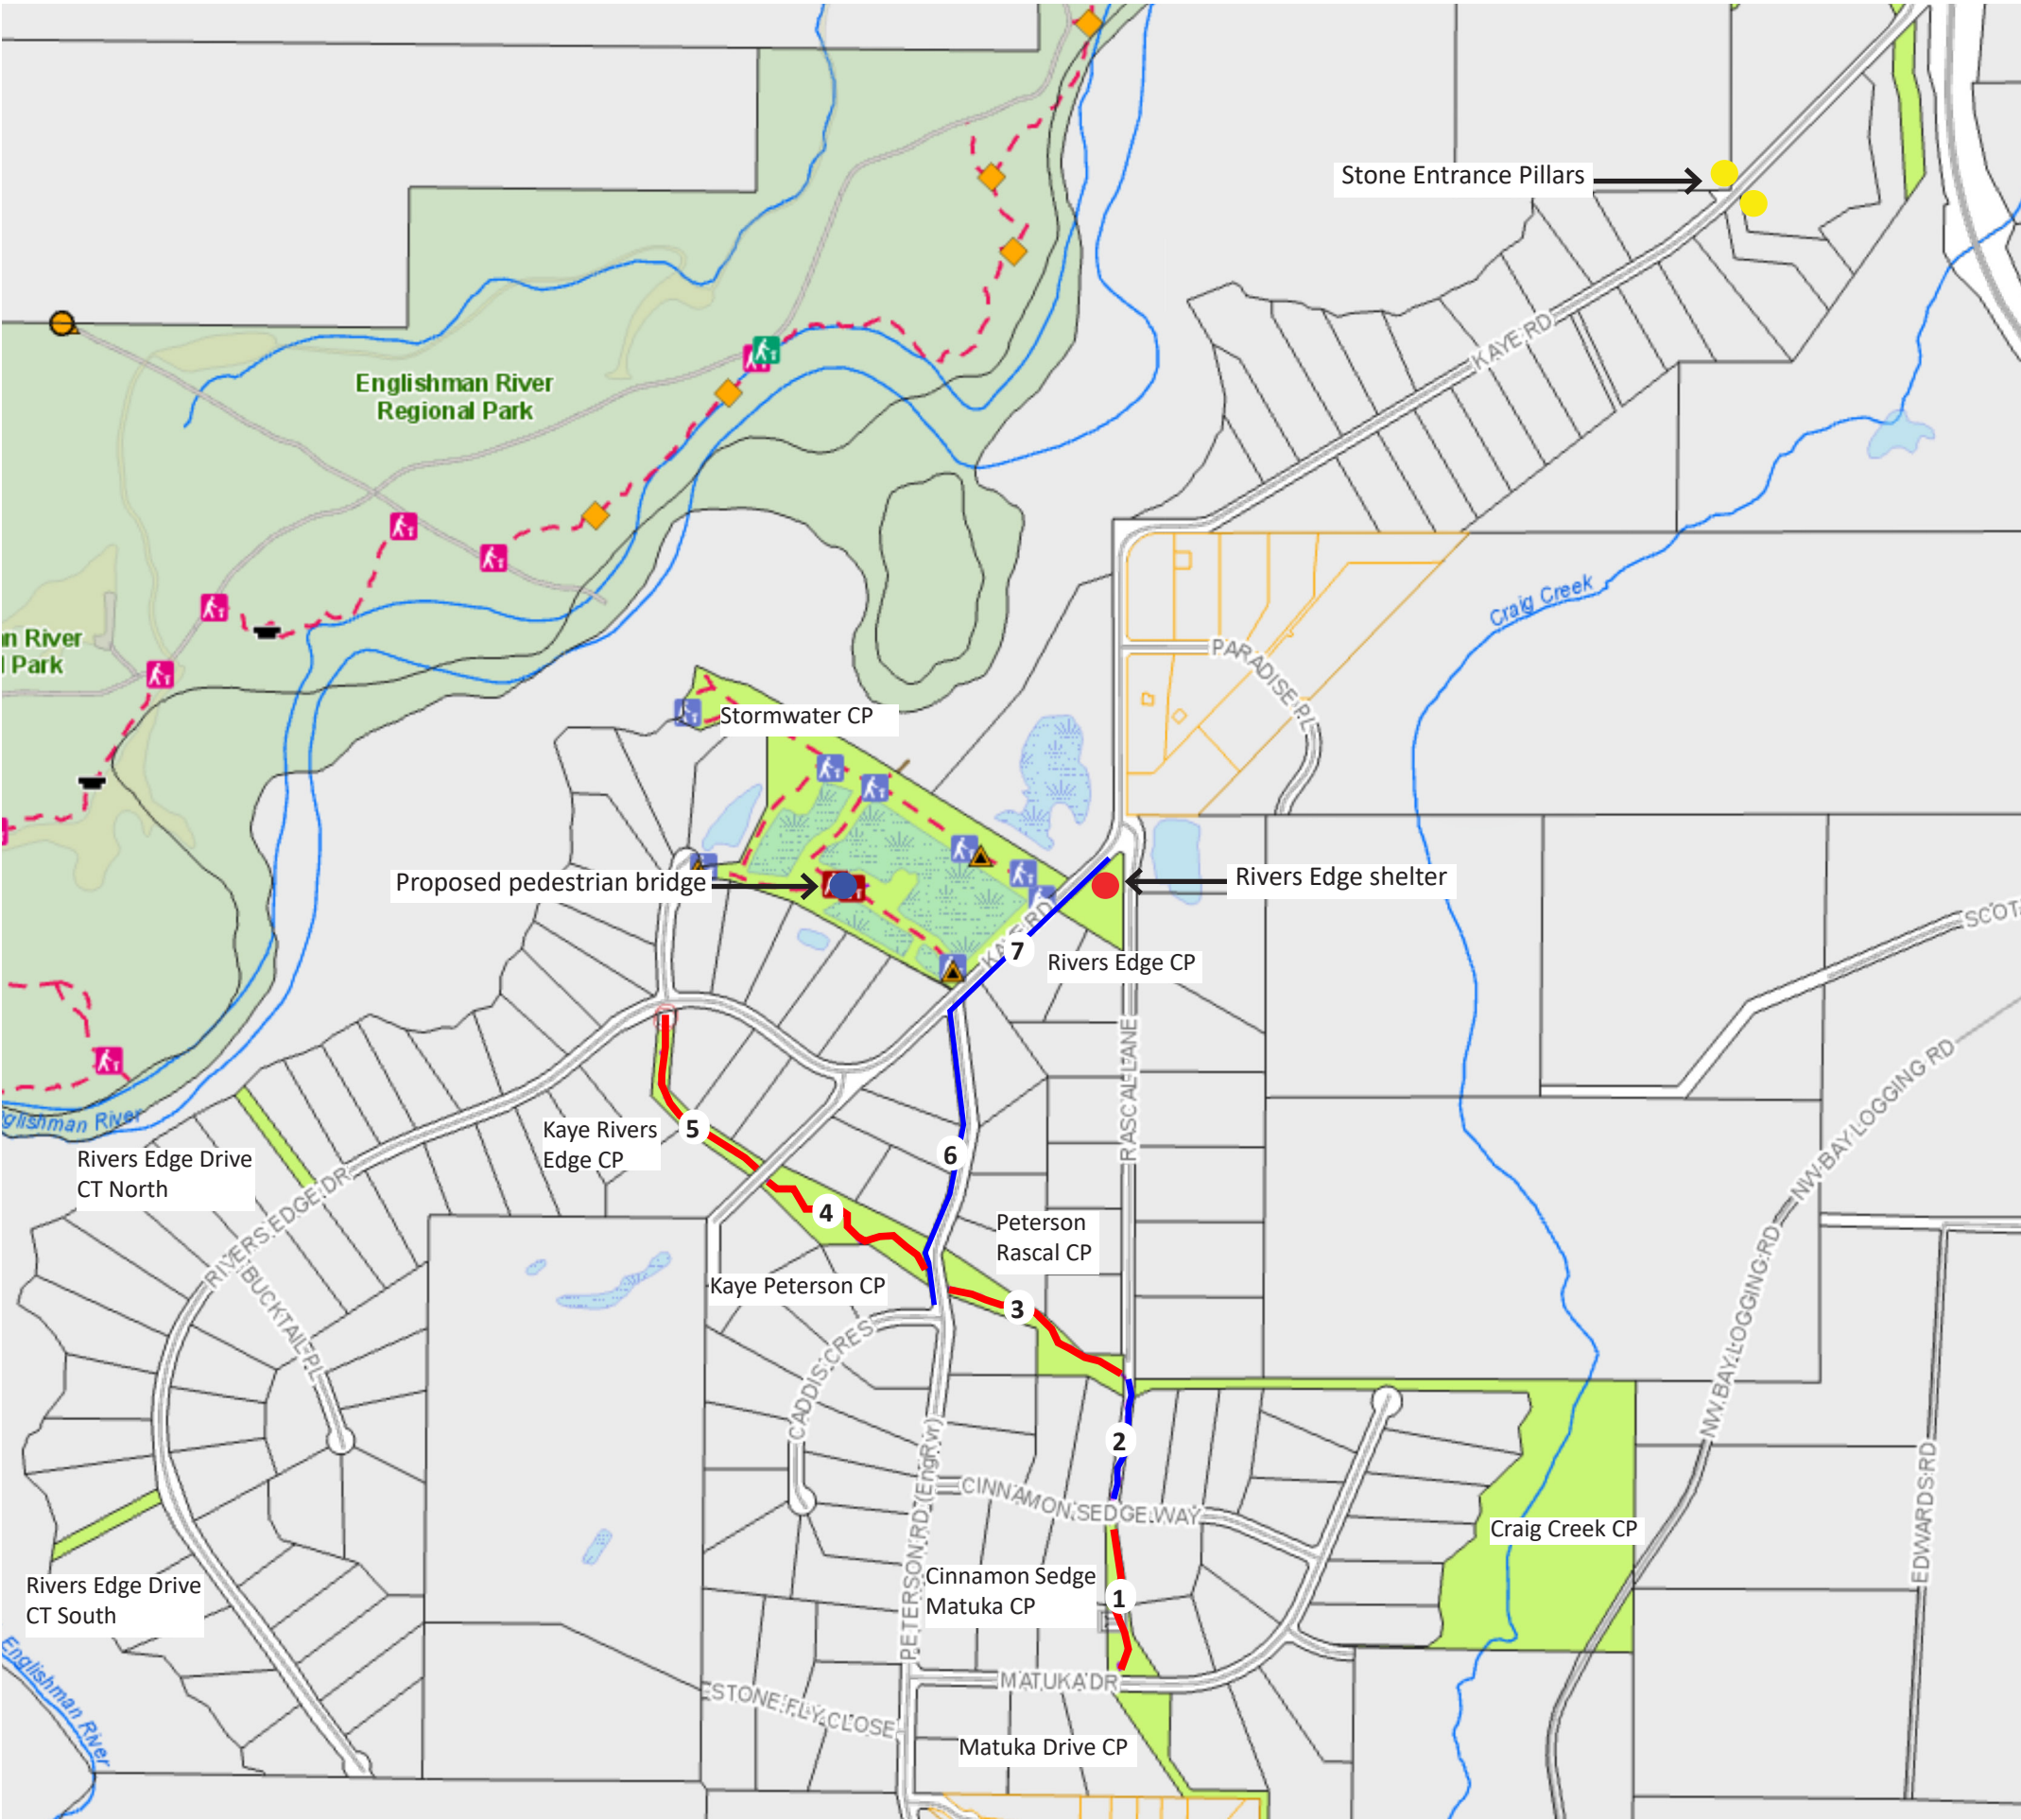 Stone Entrance Pillars
KAYE RD
Englishman River
Regional Park
Craig Creek
n River
l Park
PARADISE PL
Stormwater CP
Proposed pedestrian bridge
Rivers Edge shelter
SCOT
KAYE RD
7
Rivers Edge CP
RASCAL LANE
NW BAY LOGGING RD
glishman River
5
Kaye Rivers
Edge CP
6
Rivers Edge Drive
CT North
RIVERS EDGE DR
4
Peterson
Rascal CP
NW BAY LOGGING RD
Kaye Peterson CP
3
BUCKTAIL PL
CADDIS CRES
2
PETERSON RD (EngRvr)
CINNAMON SEDGE WAY
Craig Creek CP
EDWARDS RD
Rivers Edge Drive
CT South
Cinnamon Sedge
Matuka CP
1
Englishman River
MATUKA DR
STONE FLY CLOSE
Matuka Drive CP